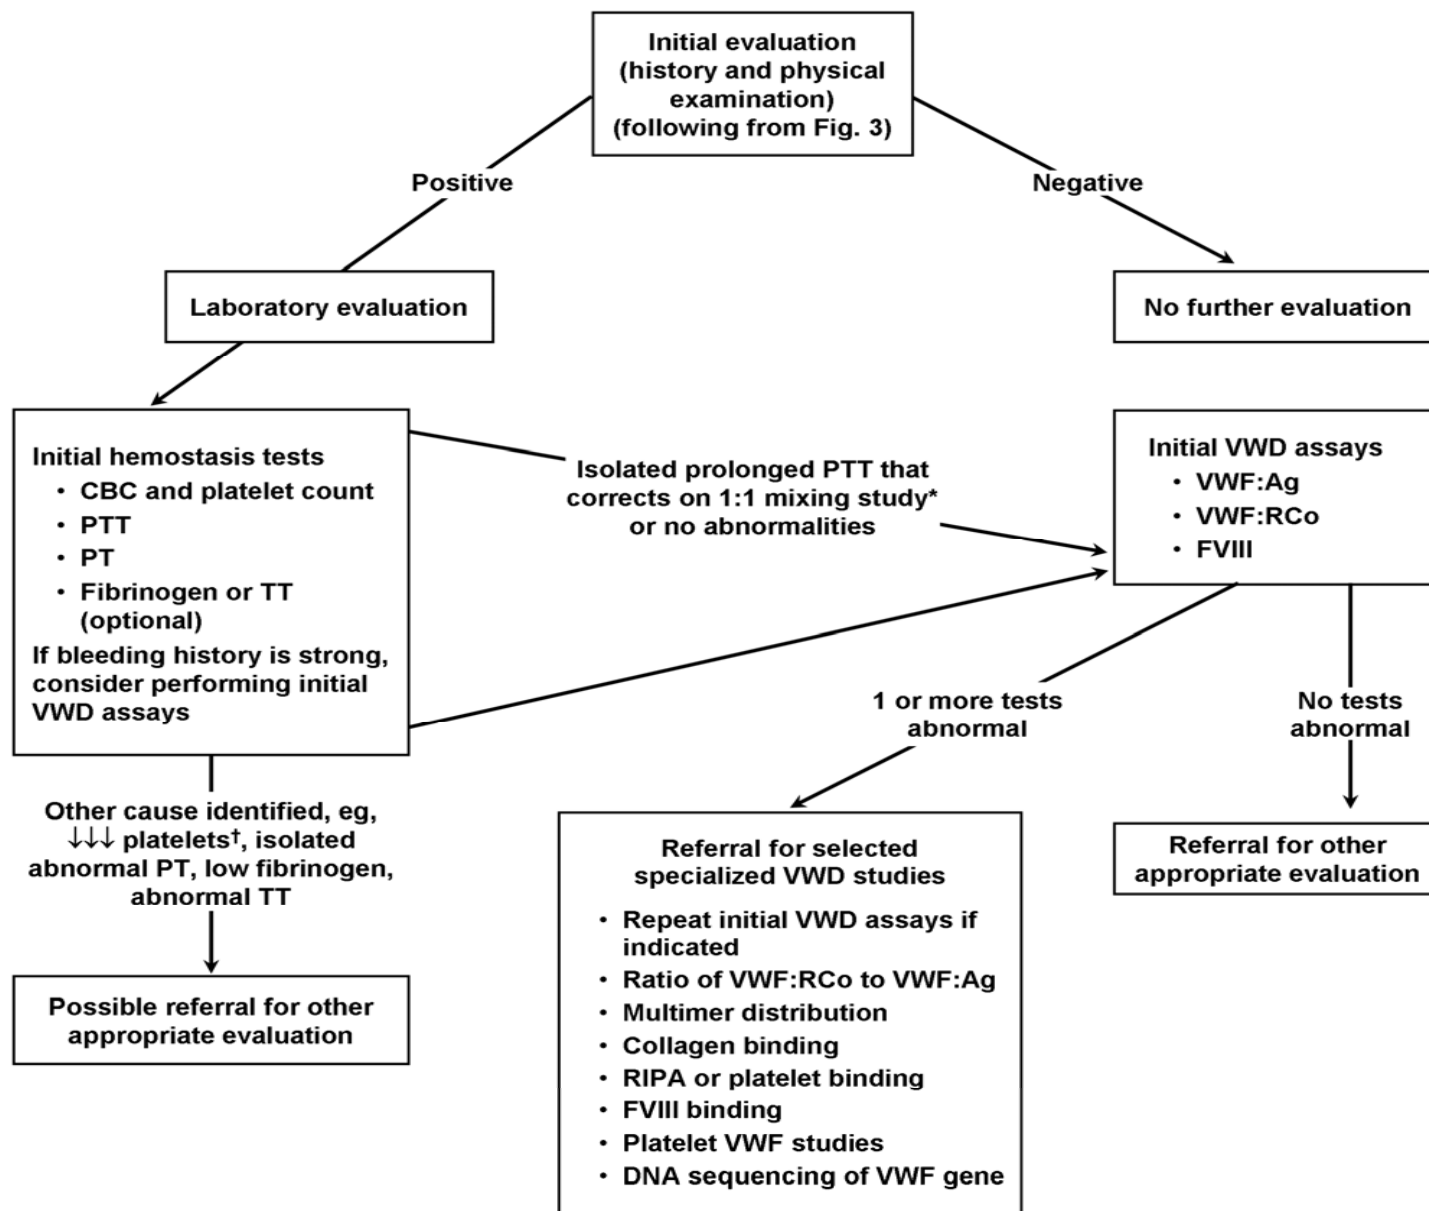 Initial evaluation
(history and physical
examination)
(following from Fig. 3)
Positive
Negative
Laboratory evaluation
No further evaluation
Initial hemostasis tests
• CBC and platelet count
• PTT
• PT
• Fibrinogen or TT
(optional)
If bleeding history is strong,
consider performing initial
VWD assays
Isolated prolonged PTT that
corrects on 1:1 mixing study*
or no abnormalities
Initial VWD assays
• VWF:Ag
• VWF:RCo
• FVIII
1 or more tests
abnormal
No tests
abnormal
Other cause identified, eg,
↓↓↓ platelets†, isolated
abnormal PT, low fibrinogen,
abnormal TT
Possible referral for other
appropriate evaluation
Referral for selected
specialized VWD studies
• Repeat initial VWD assays if
indicated
• Ratio of VWF:RCo to VWF:Ag
• Multimer distribution
• Collagen binding
• RIPA or platelet binding
• FVIII binding
• Platelet VWF studies
• DNA sequencing of VWF gene
Referral for other
appropriate evaluation